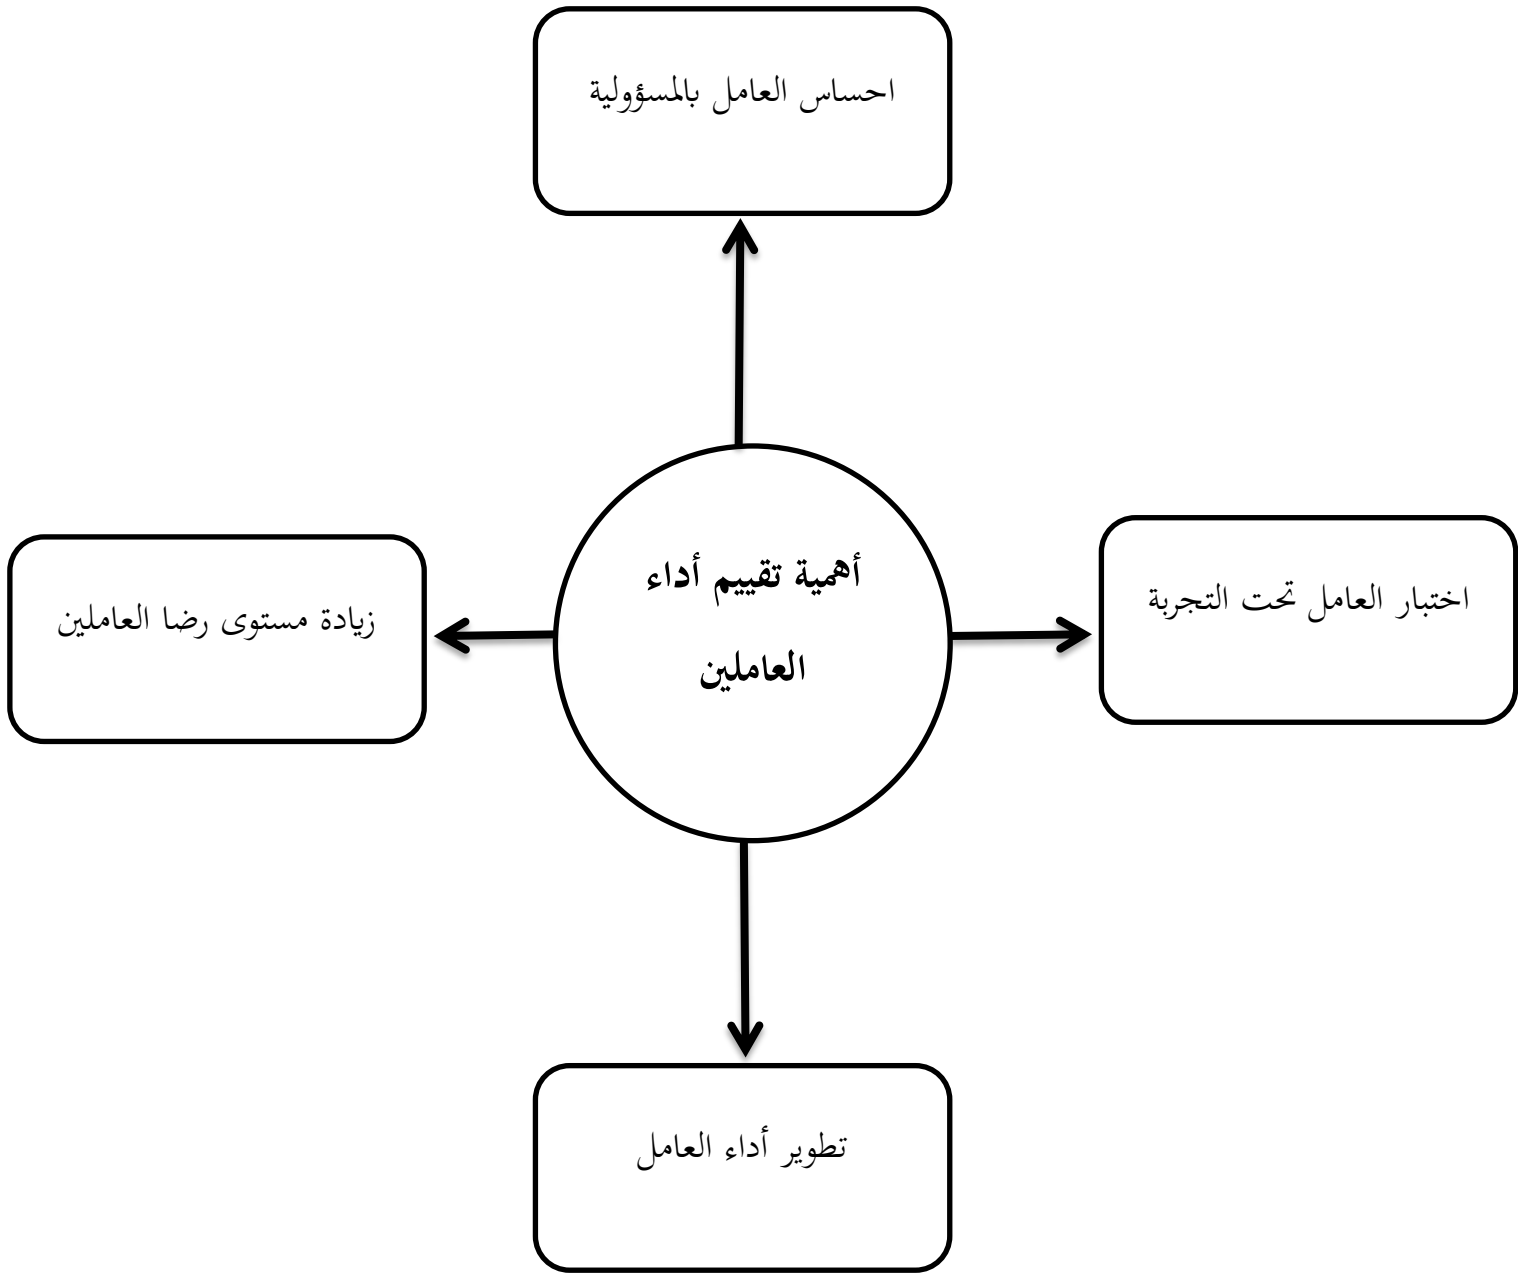 احساس العامل بالمسؤولية
أهمية تقييم أداء
العاملين
اختبار العامل تحت التجربة
زيادة مستوى رضا العاملين
تطوير أداء العامل